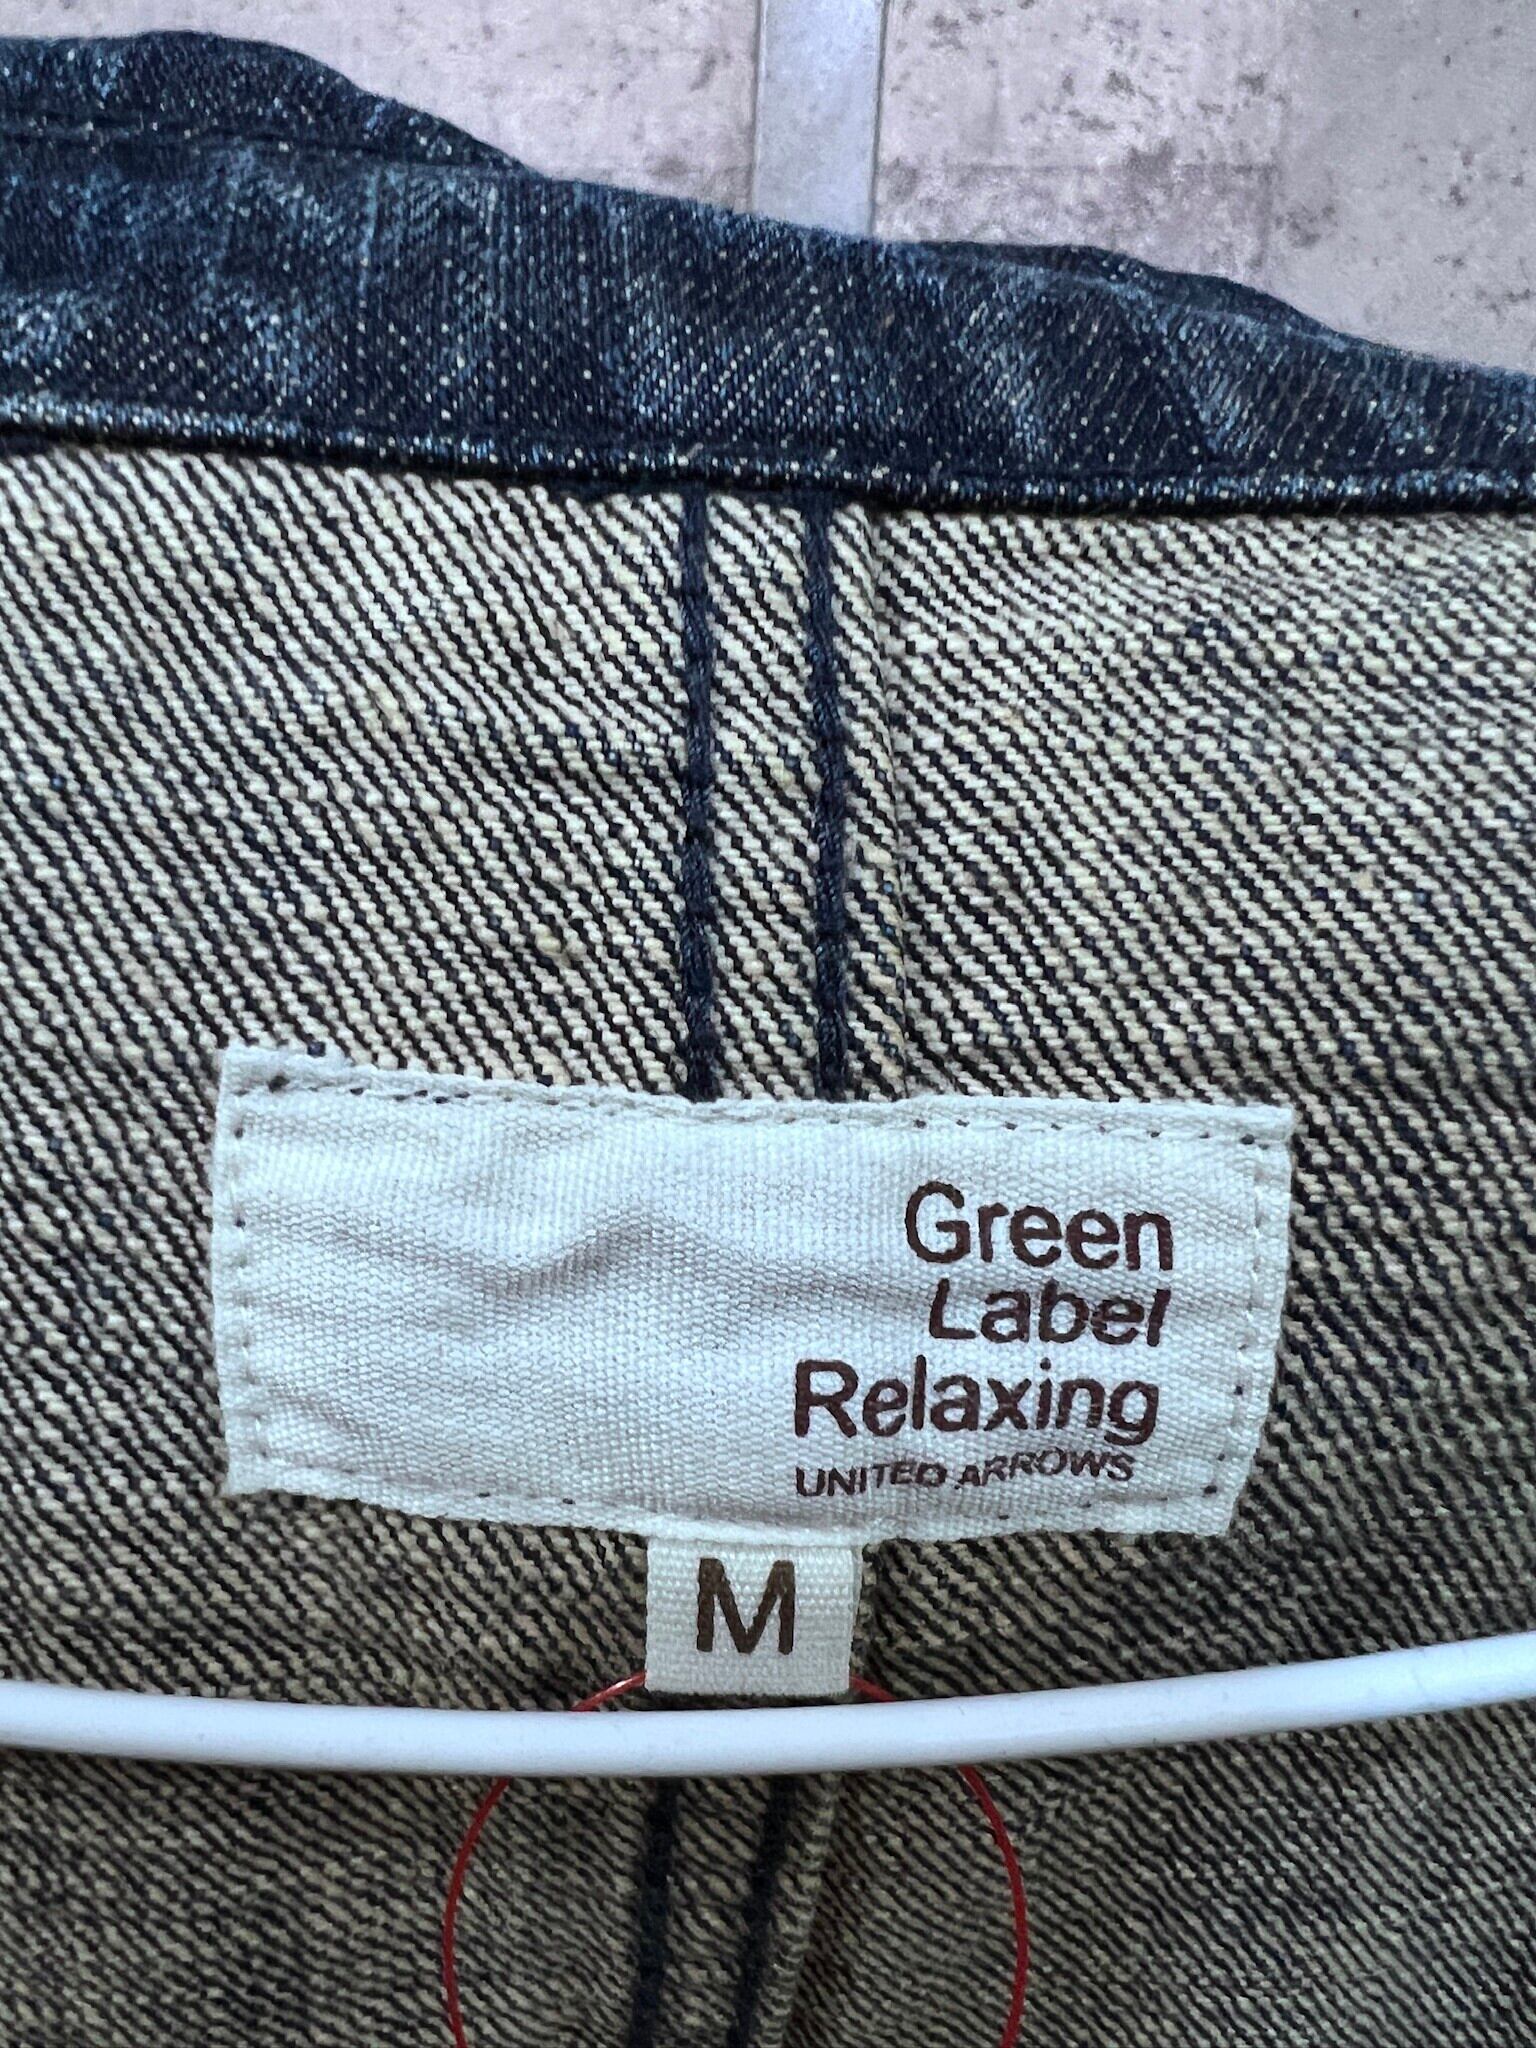 Green
Label
Relaxing
UNITED ARROWS
M